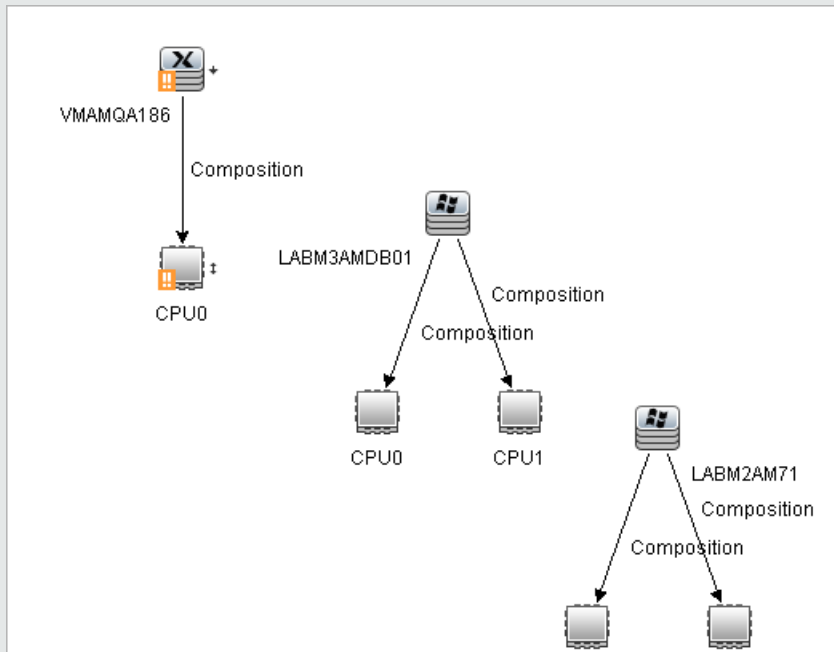 VMAMQA186
Composition
CPU0
LABM3AMDB01
Composition
Composition
CPU0
CPU1
LABM2AM71
Composition
Composition